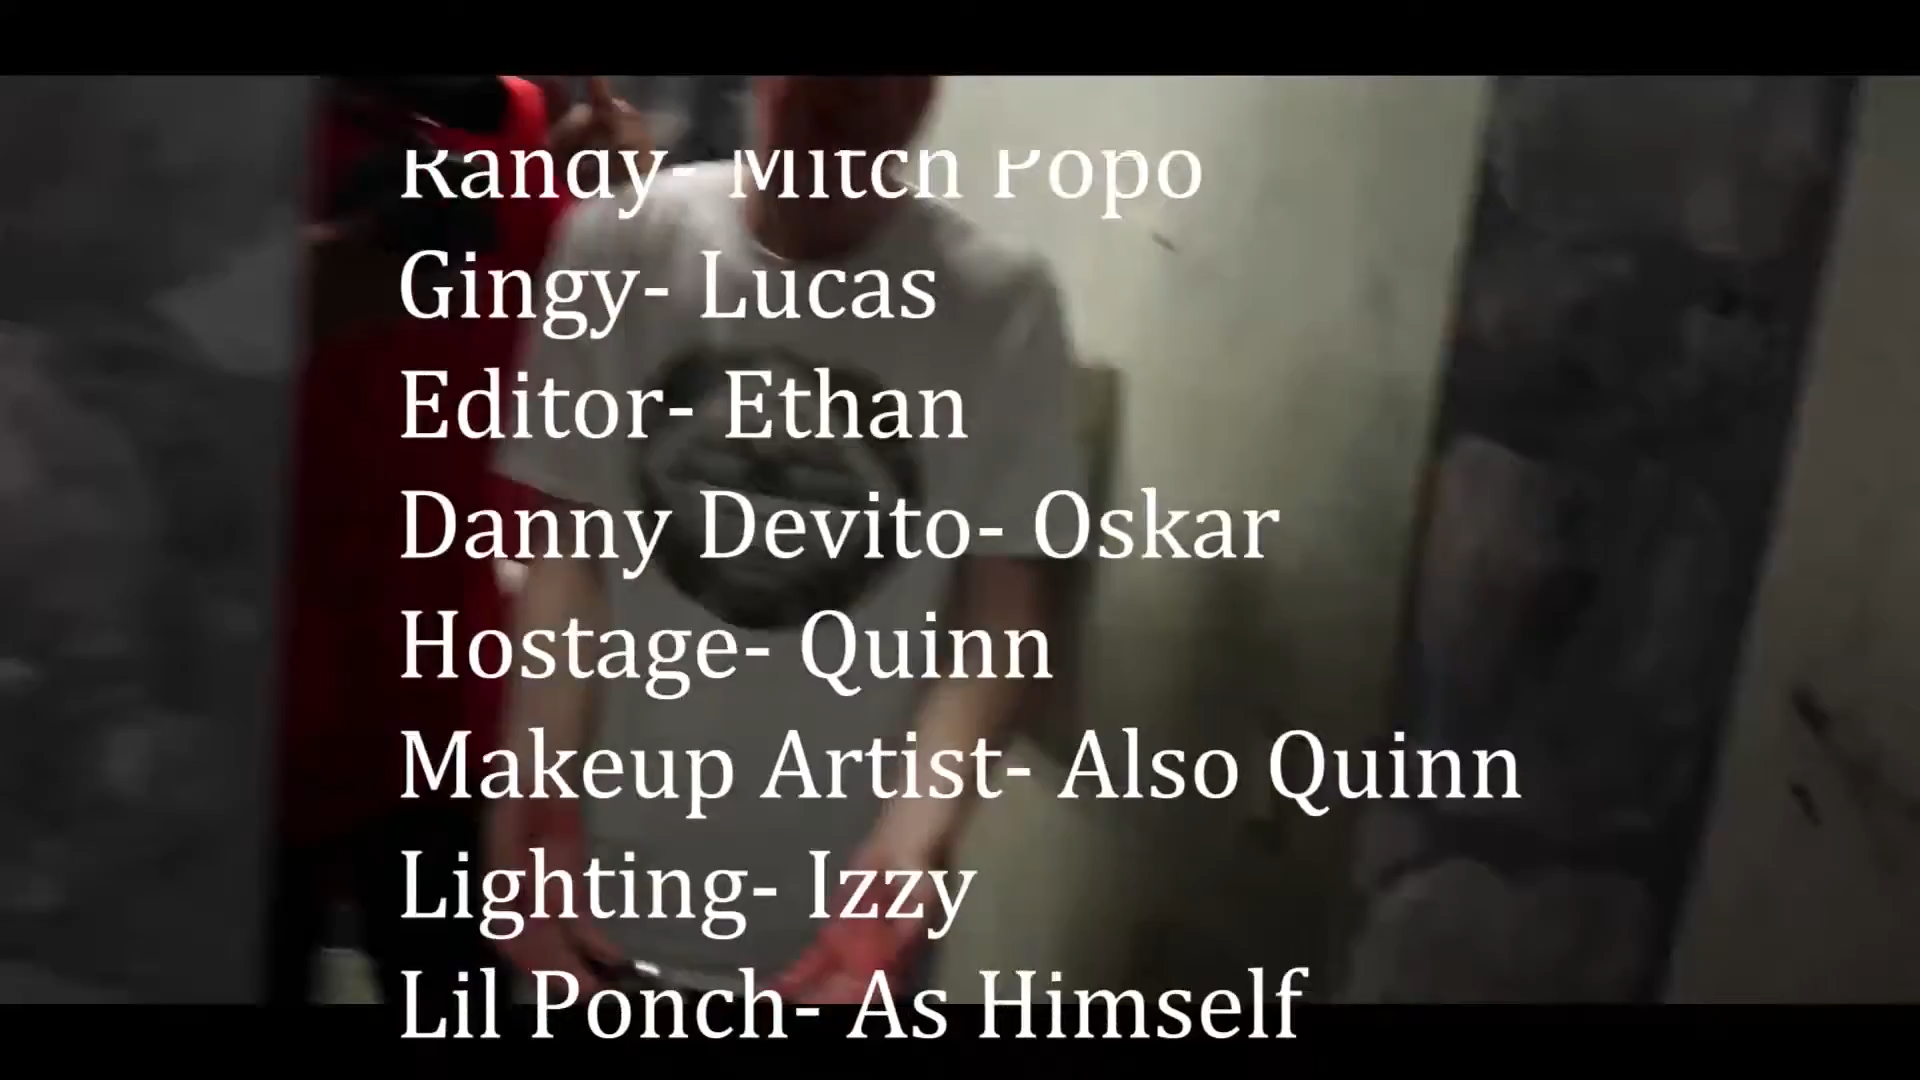 Randy- Mitch Popo
Gingy- Lucas
Editor- Ethan
Danny Devito- Oskar
Hostage- Quinn
Makeup Artist- Also Quinn
Lighting- Izzy
Lil Ponch- As Himself